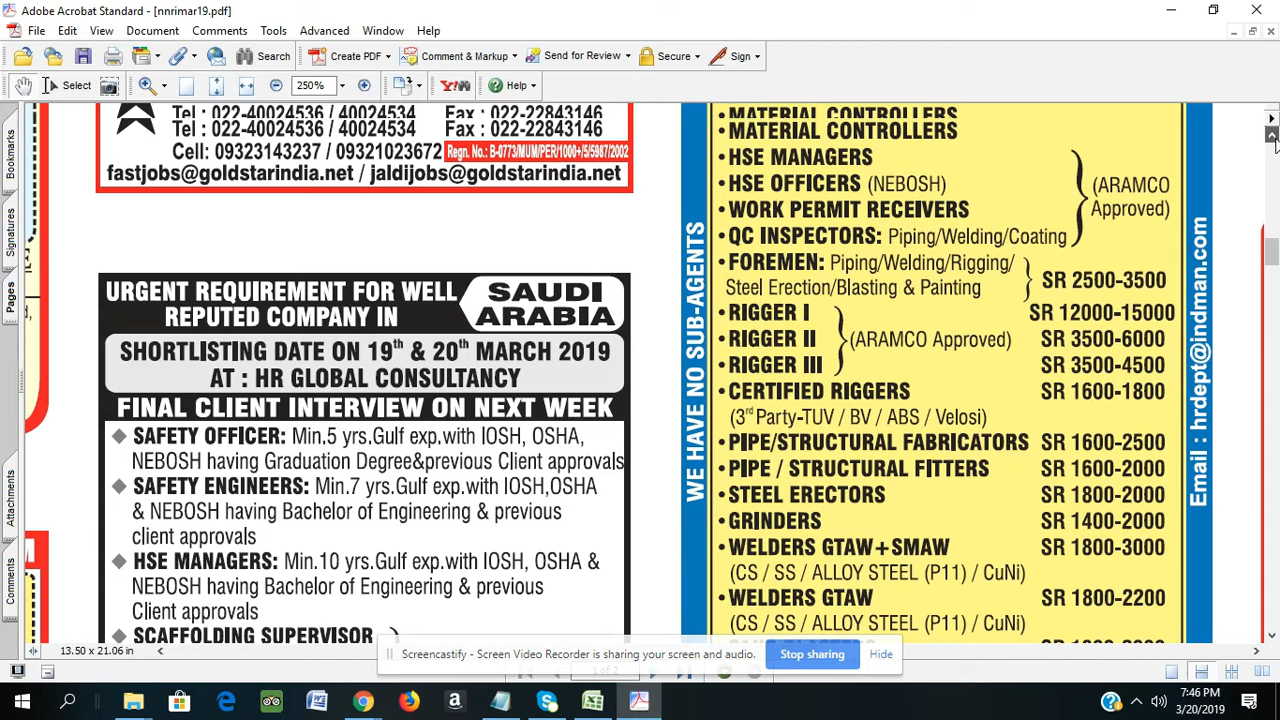 Adobe Acrobat Standard - [nnrimar19.pdf]
File Edit View Document Comments Tools Advanced Window Help
Search Create PDF Comment & Markup Send for Review Secure Sign
Select 250% Y! Help
Bookmarks
Signatures
Pages
Attachments
Comments
Tel : 022-40024536 / 40024534 Fax : 022-22843146
Tel : 022-40024536 / 40024534 Fax : 022-22843146
Cell: 09323143237 / 09321023672 Regn. No.: B-0773/MUM/PER/1000+/5/5987/2002
fastjobs@goldstarindia.net / jaldijobs@goldstarindia.net
URGENT REQUIREMENT FOR WELL
REPUTED COMPANY IN
SAUDI
ARABIA
SHORTLISTING DATE ON 19th & 20th MARCH 2019
AT : HR GLOBAL CONSULTANCY
FINAL CLIENT INTERVIEW ON NEXT WEEK
◆ SAFETY OFFICER: Min.5 yrs.Gulf exp.with IOSH, OSHA,
NEBOSH having Graduation Degree&previous Client approvals
◆ SAFETY ENGINEERS: Min.7 yrs.Gulf exp.with IOSH,OSHA
& NEBOSH having Bachelor of Engineering & previous
client approvals
◆ HSE MANAGERS: Min.10 yrs.Gulf exp.with IOSH, OSHA &
NEBOSH having Bachelor of Engineering & previous
Client approvals
◆ SCAFFOLDING SUPERVISOR
WE HAVE NO SUB-AGENTS
• MATERIAL CONTROLLERS
• MATERIAL CONTROLLERS
• HSE MANAGERS
• HSE OFFICERS (NEBOSH)
• WORK PERMIT RECEIVERS
• QC INSPECTORS: Piping/Welding/Coating
(ARAMCO
Approved)
• FOREMEN: Piping/Welding/Rigging/
Steel Erection/Blasting & Painting
SR 2500-3500
• RIGGER I SR 12000-15000
• RIGGER II (ARAMCO Approved) SR 3500-6000
• RIGGER III SR 3500-4500
• CERTIFIED RIGGERS SR 1600-1800
(3rd Party-TUV / BV / ABS / Velosi)
• PIPE/STRUCTURAL FABRICATORS SR 1600-2500
• PIPE / STRUCTURAL FITTERS SR 1600-2000
• STEEL ERECTORS SR 1800-2000
• GRINDERS SR 1400-2000
• WELDERS GTAW+SMAW SR 1800-3000
(CS / SS / ALLOY STEEL (P11) / CuNi)
• WELDERS GTAW SR 1800-2200
(CS / SS / ALLOY STEEL (P11) / CuNi)
Email : hrdept@indman.com
13.50 x 21.06 in
Screencastify - Screen Video Recorder is sharing your screen and audio. Stop sharing Hide
1 of 2
7:46 PM
3/20/2019